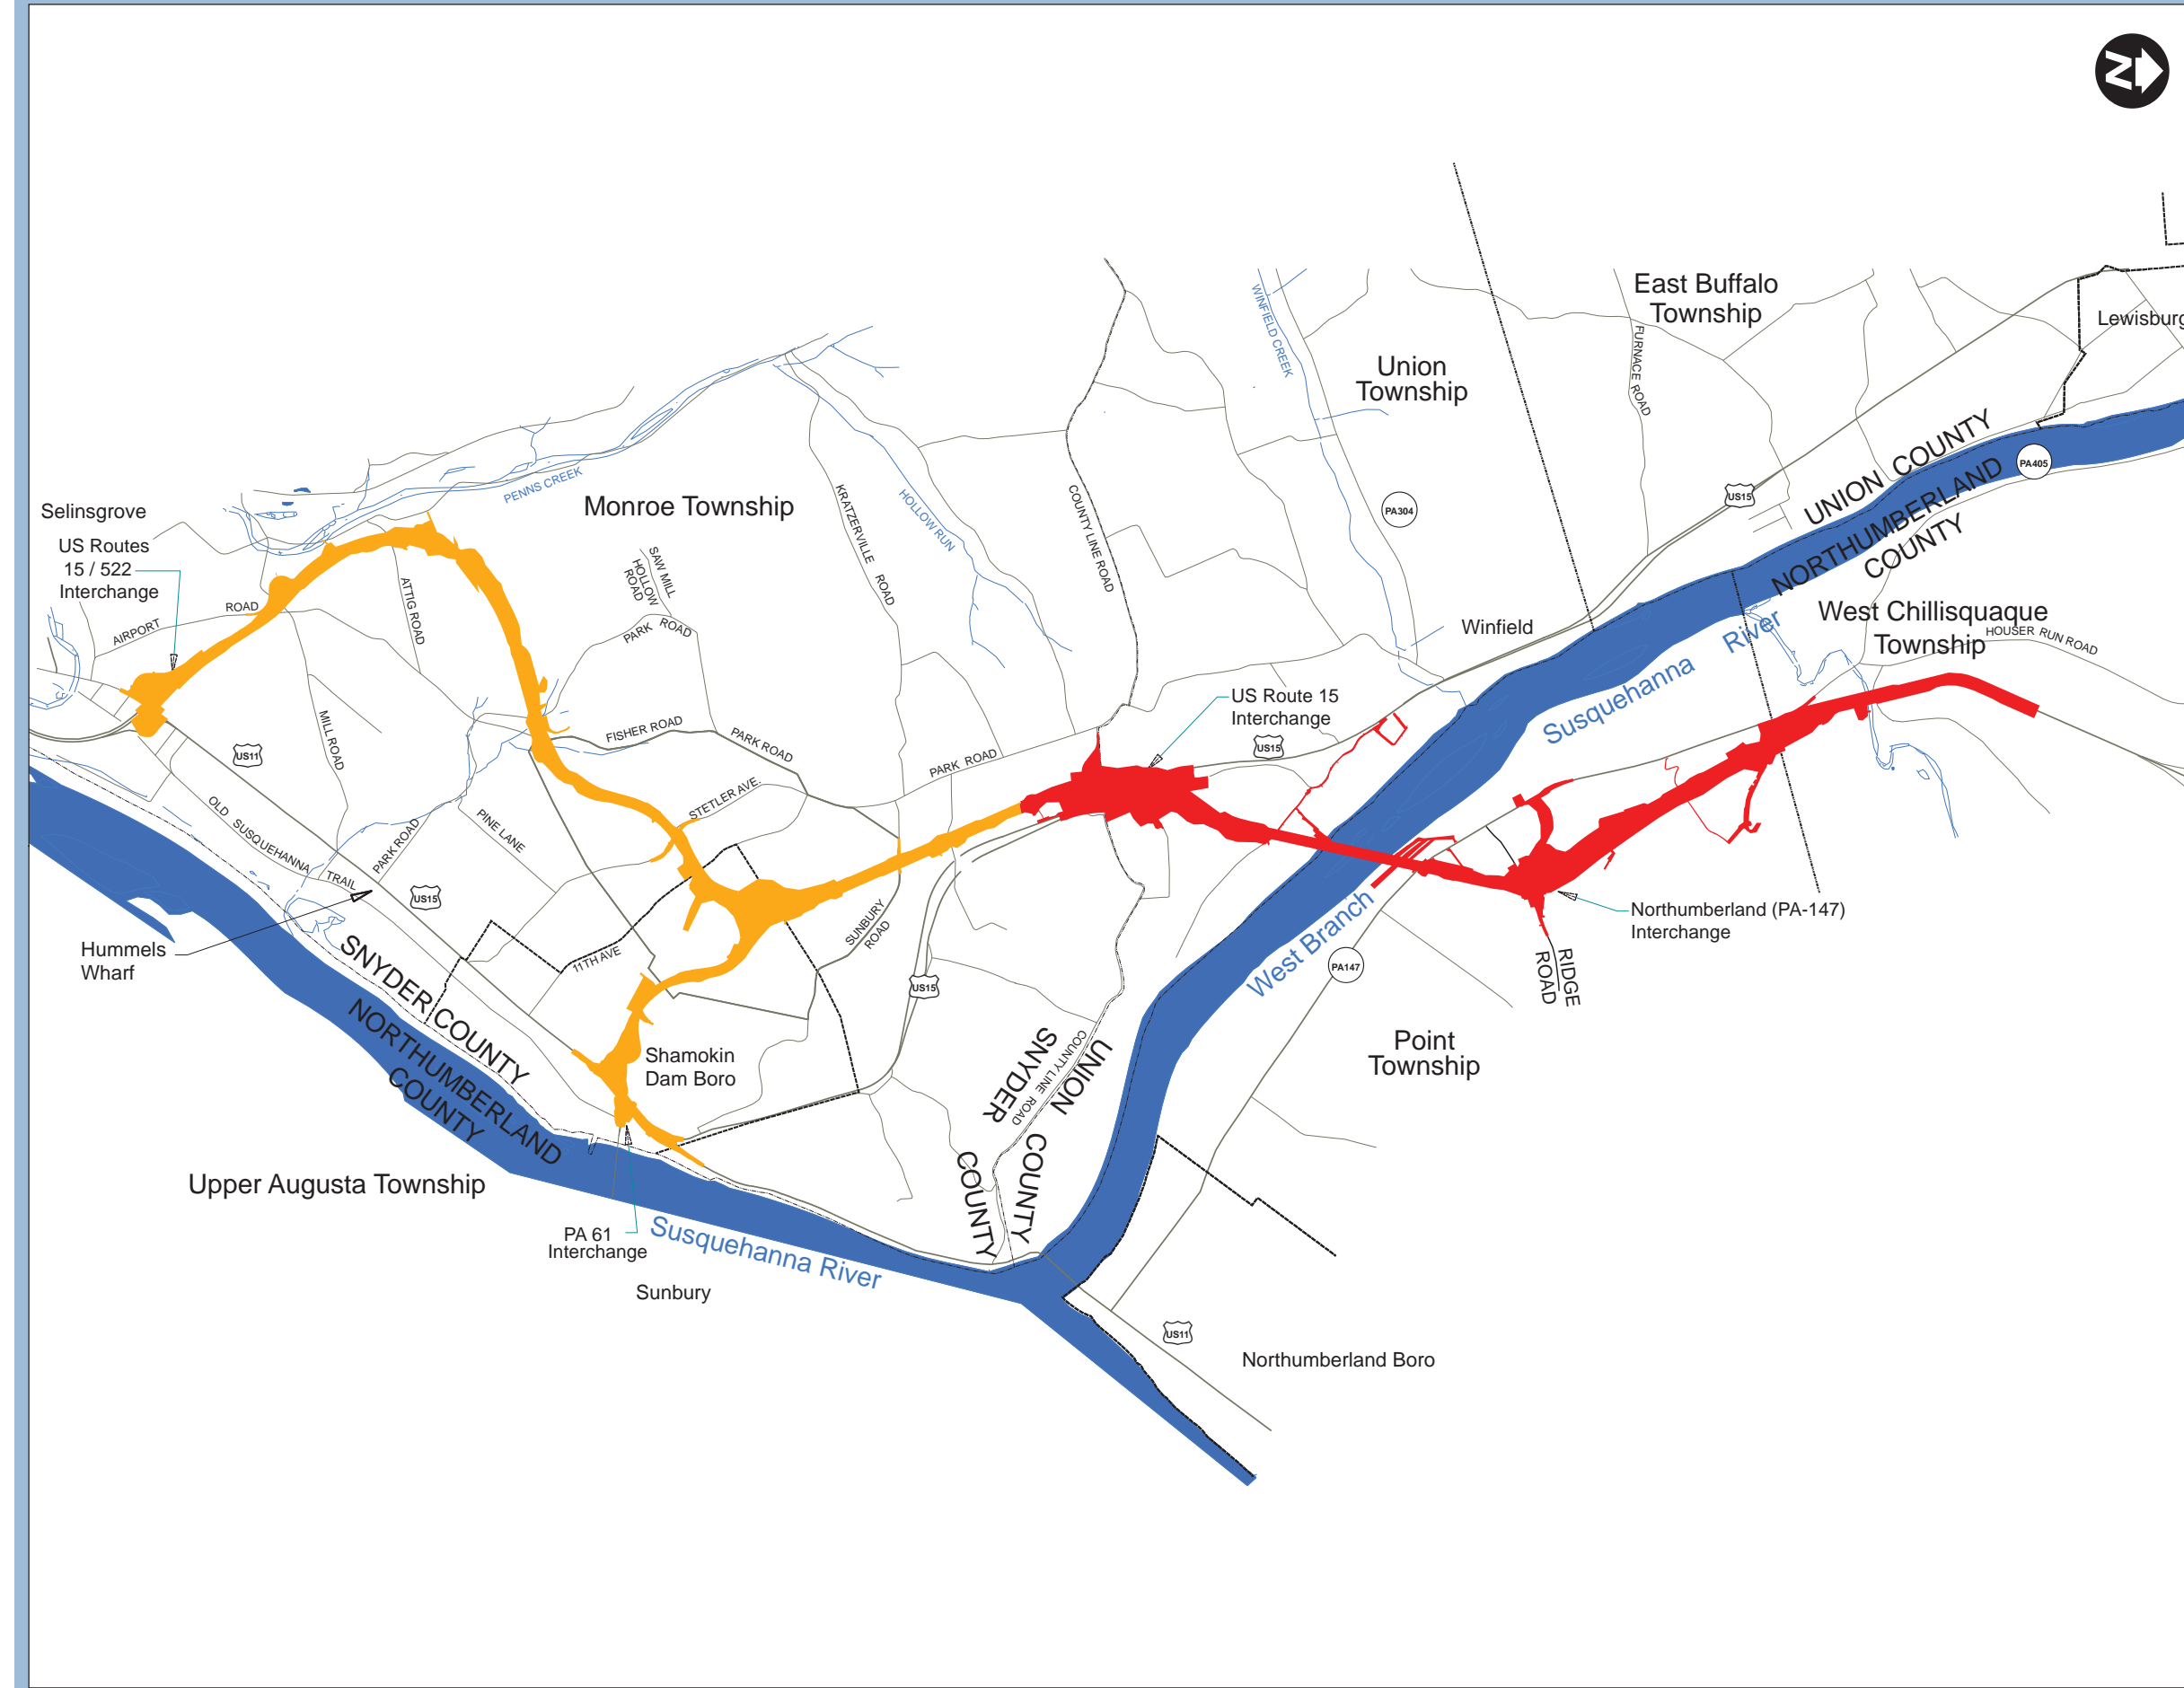 N
East Buffalo
Township
Lewisburg
WINFIELD CREEK
FURNACE ROAD
Union
Township
UNION COUNTY
NORTHUMBERLAND
COUNTY
PA405
US15
PA304
PENNS CREEK
Monroe Township
KRATZERVILLE ROAD
HOLLOW RUN
COUNTY LINE ROAD
Selinsgrove
US Routes
15 / 522
Interchange
AIRPORT ROAD
ATTIG ROAD
SAW MILL
HOLLOW
ROAD
PARK ROAD
Winfield
West Chillisquaque
Township
HOUSER RUN ROAD
Susquehanna River
US Route 15
Interchange
US15
US11
MILL ROAD
FISHER ROAD
PARK ROAD
PARK ROAD
STETLER AVE.
OLD SUSQUEHANNA TRAIL
PARK ROAD
PINE LANE
US15
Hummels
Wharf
11TH AVE
SUNBURY
ROAD
US15
West Branch
PA147
Northumberland (PA-147)
Interchange
RIDGE
ROAD
SNYDER COUNTY
NORTHUMBERLAND
COUNTY
Shamokin
Dam Boro
SNYDER
COUNTY
COUNTY LINE ROAD
UNION
COUNTY
Point
Township
Upper Augusta Township
PA 61
Interchange
Susquehanna River
Sunbury
US11
Northumberland Boro